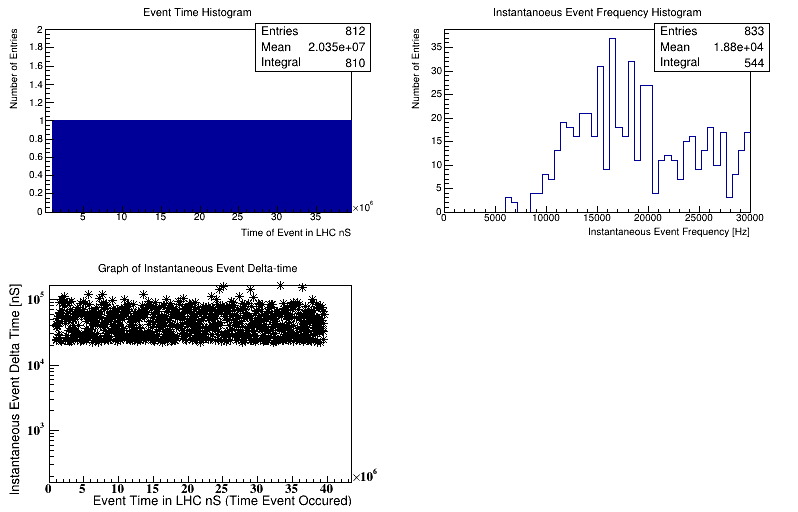 Event Time Histogram
Entries 812
Mean 2.035e+07
Integral 810
Number of Entries
2
1.8
1.6
1.4
1.2
1
0.8
0.6
0.4
0.2
0
5 10 15 20 25 30 35
×10⁶
Time of Event in LHC nS
Instantanoeus Event Frequency Histogram
Entries 833
Mean 1.88e+04
Integral 544
Number of Entries
35
30
25
20
15
10
5
0
0 5000 10000 15000 20000 25000 30000
Instantaneous Event Frequency [Hz]
Graph of Instantaneous Event Delta-time
Instantaneous Event Delta Time [nS]
10⁵
10⁴
10³
0 5 10 15 20 25 30 35 40
×10⁶
Event Time in LHC nS (Time Event Occured)